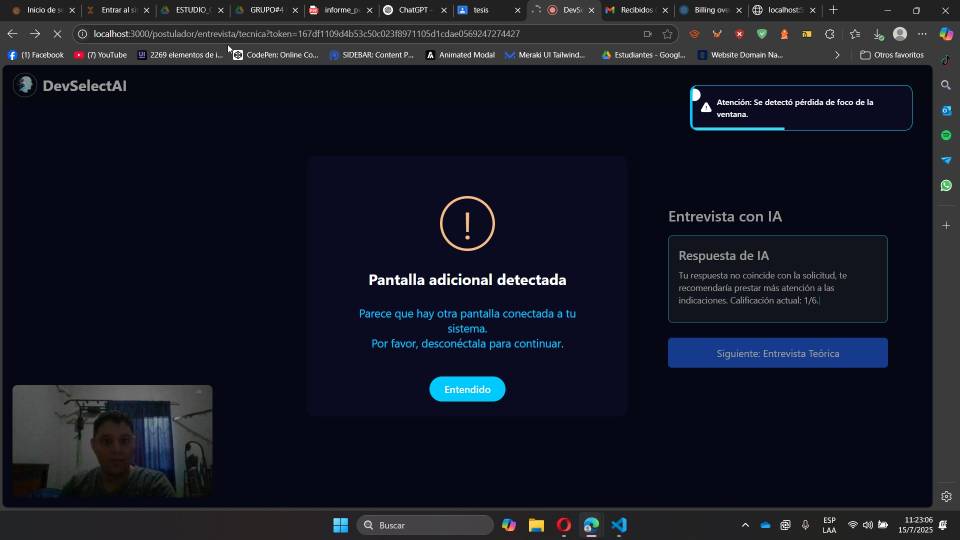 Inicio de s
Entrar al si
ESTUDIO_
GRUPO#4
informe_p
ChatGPT -
tesis
DevS
Recibidos
Billing over
localhost:5
localhost:3000/postulador/entrevista/tecnica?token=167df1109d4b53c50c023f8971105d1cdae0569247274427
(1) Facebook
(7) YouTube
2269 elementos de i...
CodePen: Online Co...
SIDEBAR: Content P...
Animated Modal
Meraki UI Tailwind...
Estudiantes - Googl...
Website Domain Na...
Otros favoritos
DevSelectAI
Atención: Se detectó pérdida de foco de la
ventana.
Pantalla adicional detectada
Parece que hay otra pantalla conectada a tu
sistema.
Por favor, desconéctala para continuar.
Entendido
Entrevista con IA
Respuesta de IA
Tu respuesta no coincide con la solicitud, te
recomendaría prestar más atención a las
indicaciones. Calificación actual: 1/6.
Siguiente: Entrevista Teórica
Buscar
ESP
LAA
11:23:06
15/7/2025